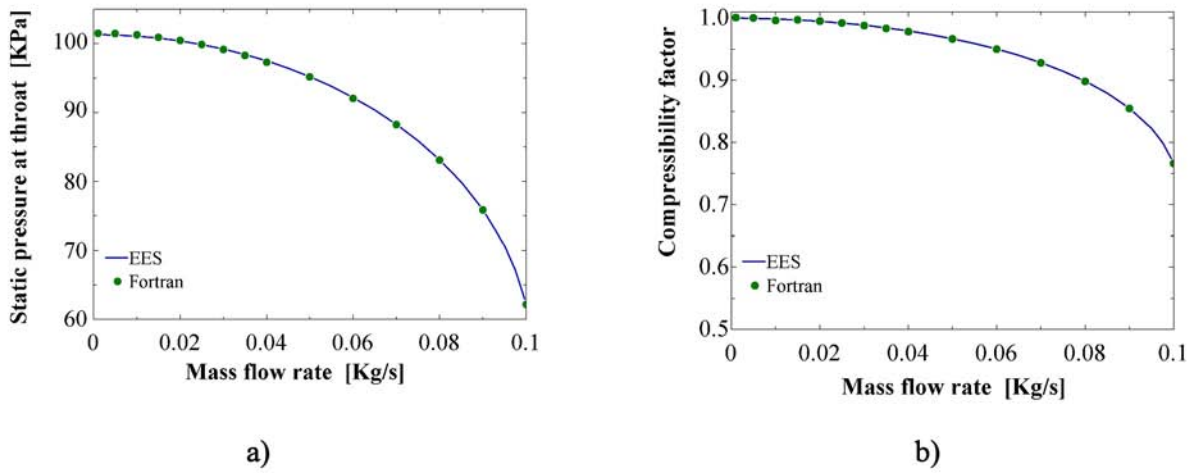 Static pressure at throat [KPa]
100
90
80
70
60
EES
Fortran
0 0.02 0.04 0.06 0.08 0.1
Mass flow rate [Kg/s]
a)
Compressibility factor
1.0
0.9
0.8
0.7
0.6
0.5
EES
Fortran
0 0.02 0.04 0.06 0.08 0.1
Mass flow rate [Kg/s]
b)